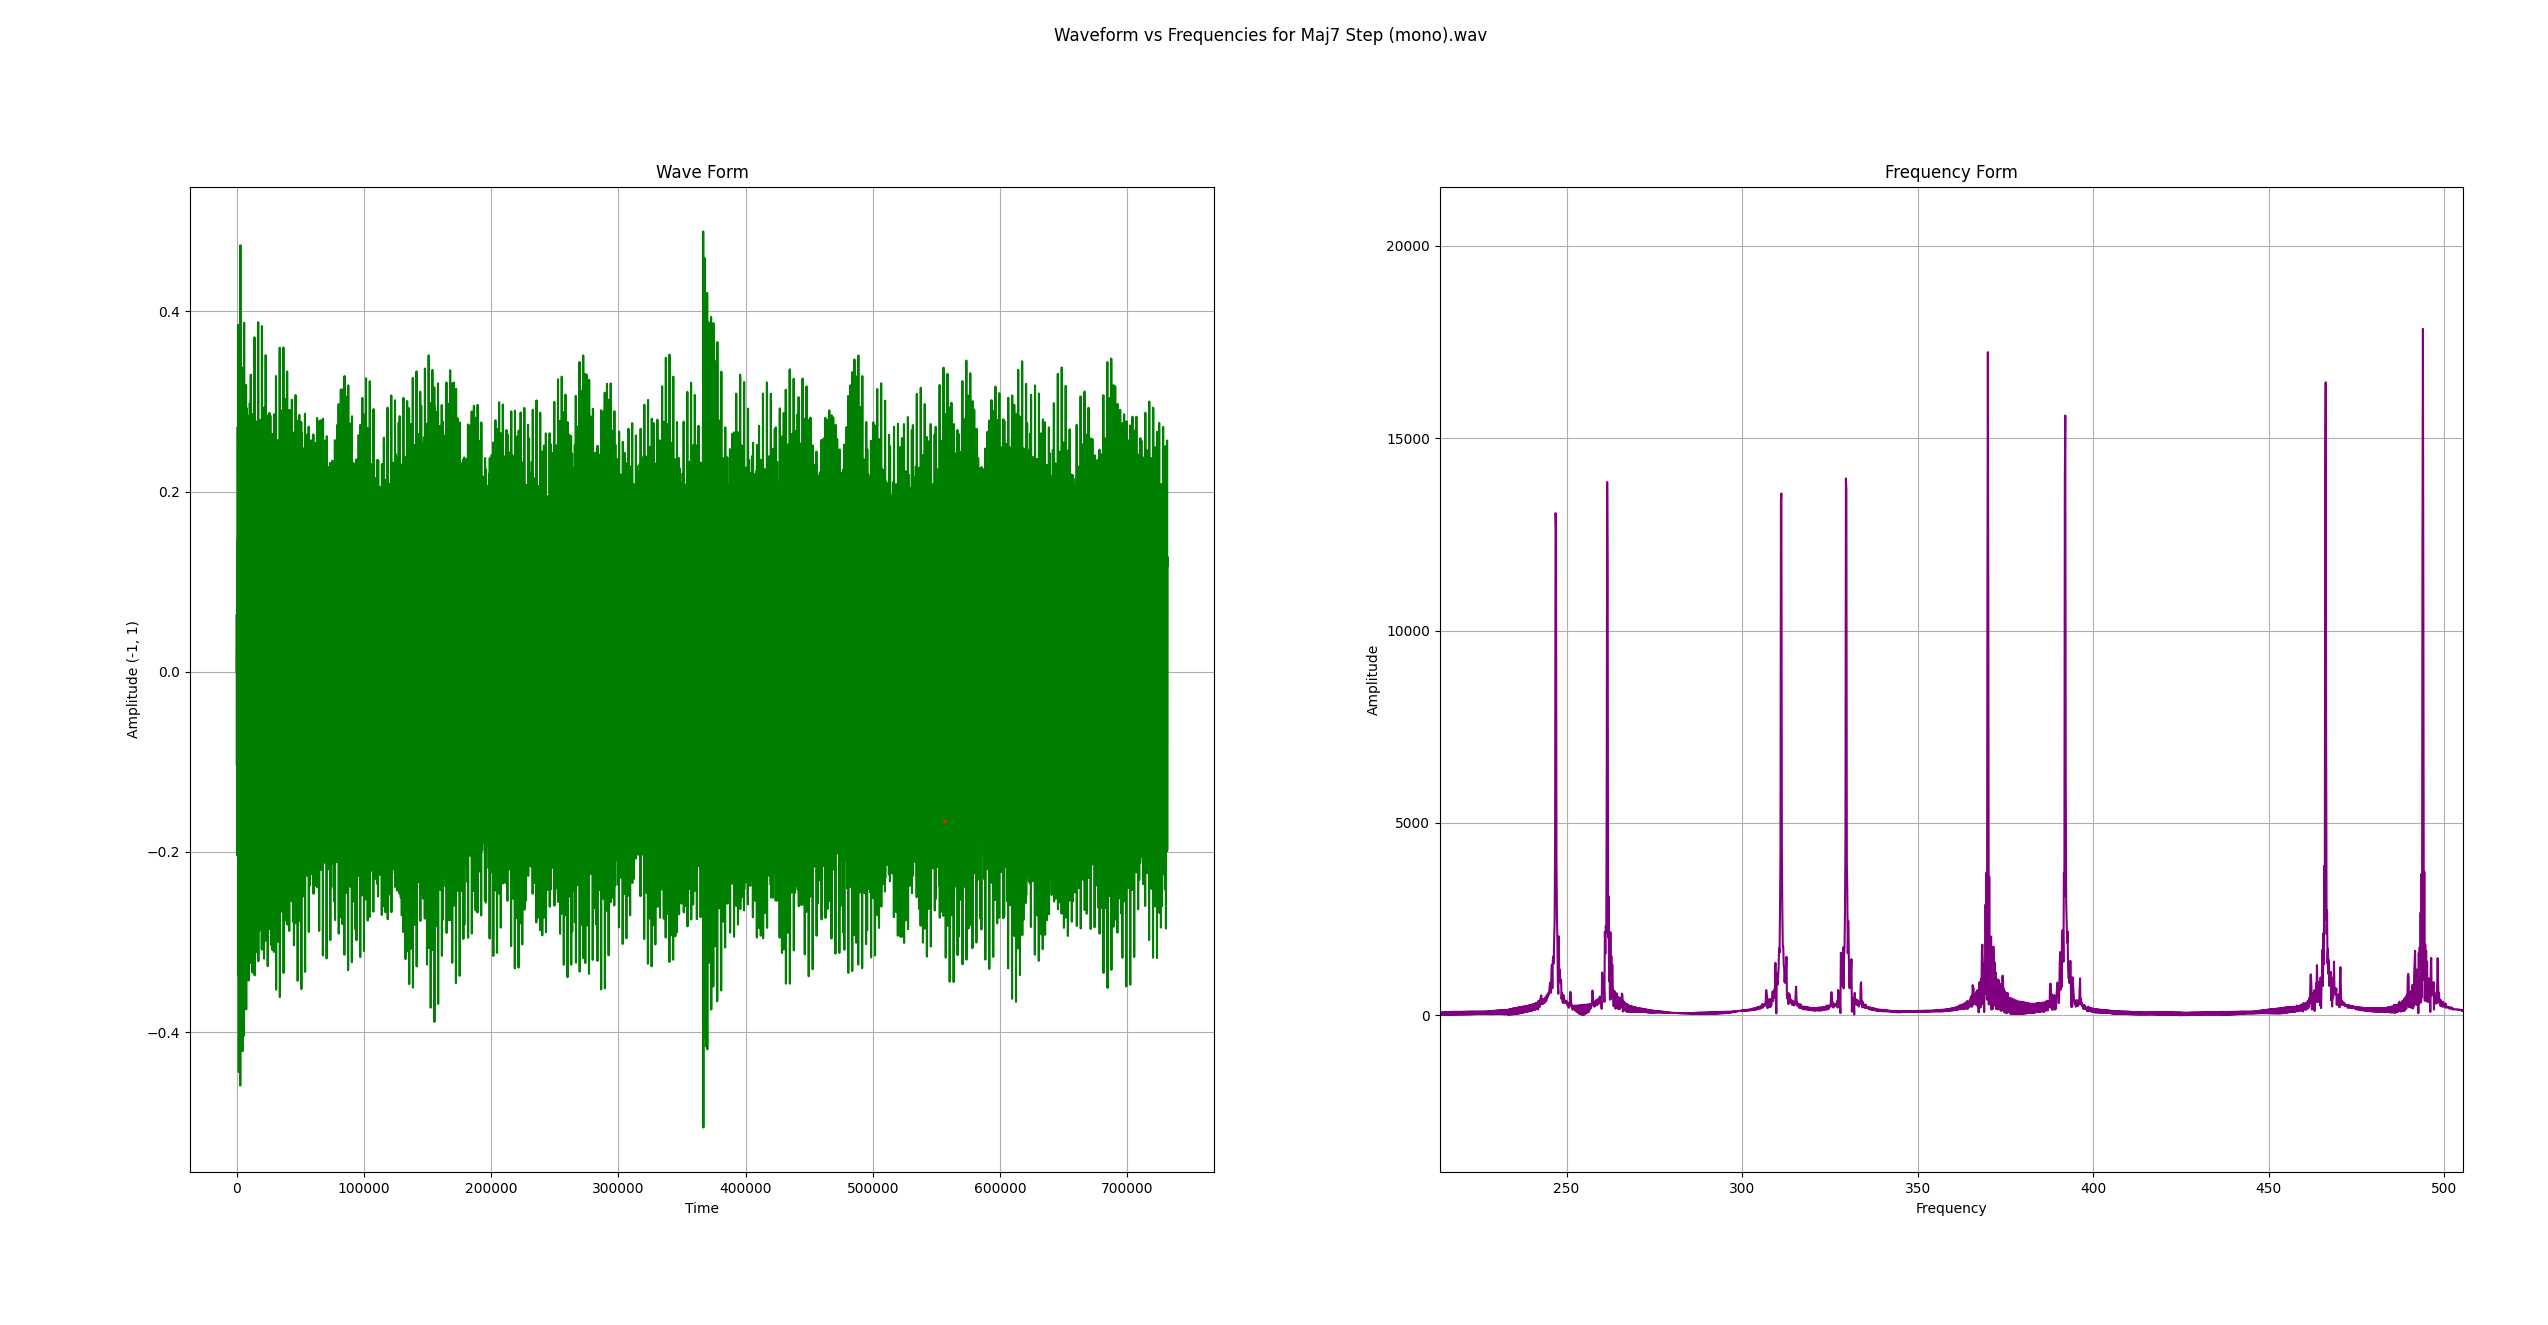 Waveform vs Frequencies for Maj7 Step (mono).wav
Wave Form
Amplitude (-1, 1)
0.4
0.2
0.0
−0.2
−0.4
0 100000 200000 300000 400000 500000 600000 700000
Time
Frequency Form
Amplitude
20000
15000
10000
5000
0
250 300 350 400 450 500
Frequency